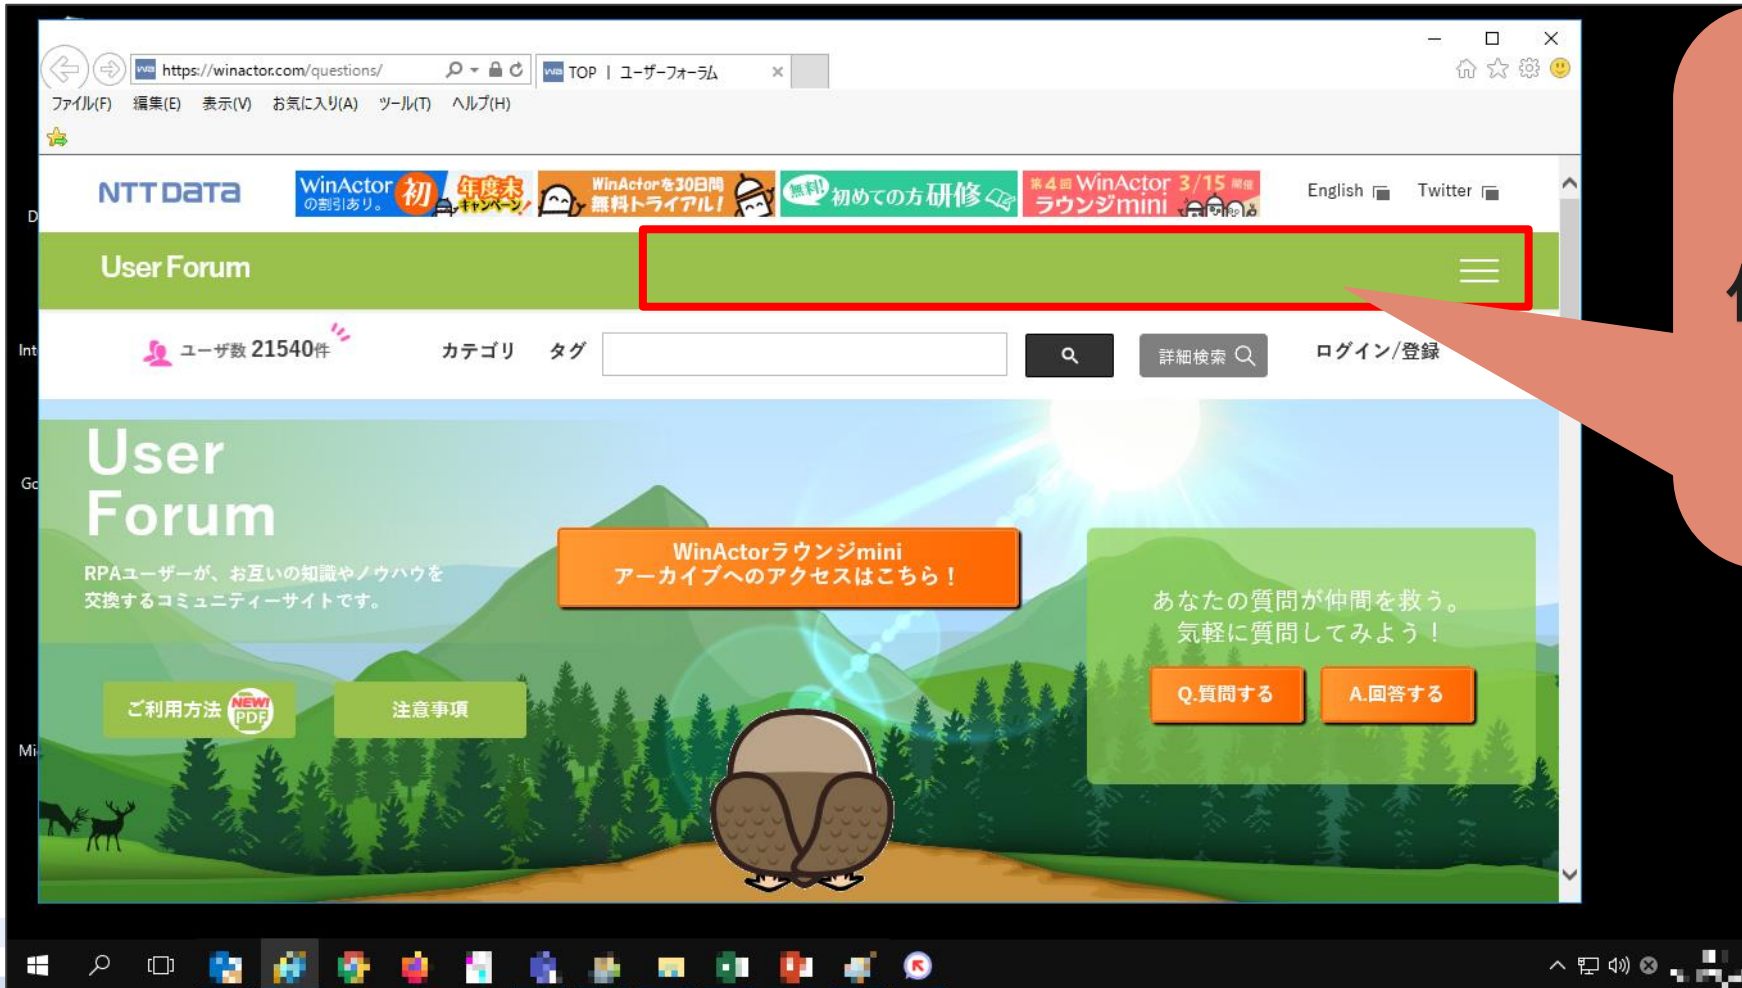 https://winactor.com/questions/
TOP | ユーザーフォーラム
ファイル(F) 編集(E) 表示(V) お気に入り(A) ツール(T) ヘルプ(H)
NTT DATA
WinActor
の割引あり。
初
年度末
キャンペーン
WinActorを30日間
無料トライアル!
無料!
初めての方研修
第4回 WinActor 3/15 開催
ラウンジmini
English
Twitter
User Forum
ユーザ数 21540件
カテゴリ
タグ
詳細検索
ログイン/登録
User
Forum
RPAユーザーが、お互いの知識やノウハウを
交換するコミュニティーサイトです。
WinActorラウンジmini
アーカイブへのアクセスはこちら!
あなたの質問が仲間を救う。
気軽に質問してみよう!
Q.質問する
A.回答する
ご利用方法
NEW!
PDF
注意事項
D
Int
Go
Mi